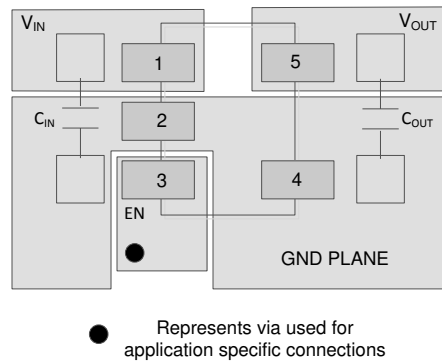 VIN
VOUT
1
5
CIN
2
COUT
3
4
EN
GND PLANE
Represents via used for
application specific connections